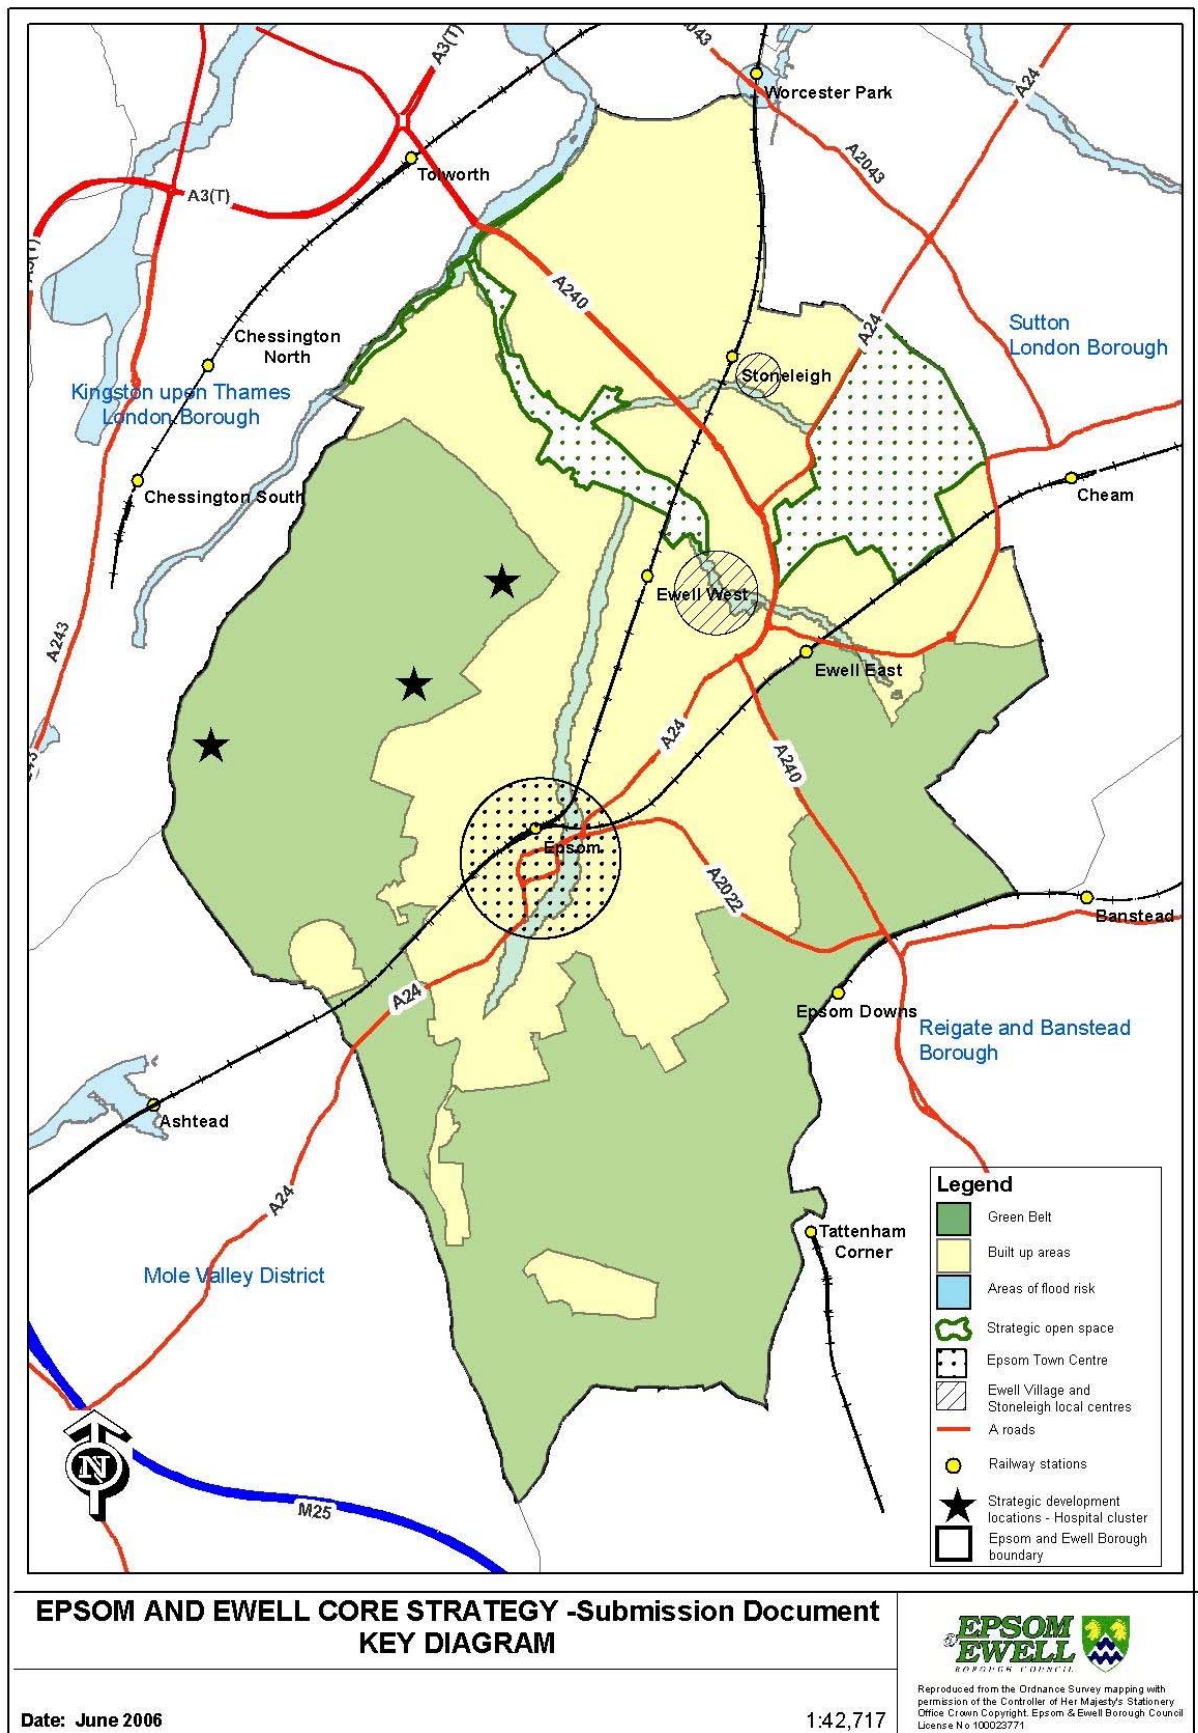 2043
A3(T)
A24
Worcester Park
A2043
Tolworth
A3(T)
A240
Chessington
North
Sutton
London Borough
A24
Stoneleigh
Kingston upon Thames
London Borough
Chessington South
Cheam
Ewell West
A243
Ewell East
A24
A240
Epsom
A2022
Banstead
A24
Epsom Downs
Reigate and Banstead
Borough
Ashtead
A24
Tattenham
Corner
Mole Valley District
M25
N
Legend
Green Belt
Built up areas
Areas of flood risk
Strategic open space
Epsom Town Centre
Ewell Village and
Stoneleigh local centres
A roads
Railway stations
Strategic development
locations - Hospital cluster
Epsom and Ewell Borough
boundary
EPSOM AND EWELL CORE STRATEGY -Submission Document
KEY DIAGRAM
Date: June 2006
1:42,717
EPSOM
& EWELL
BOROUGH COUNCIL
Reproduced from the Ordnance Survey mapping with
permission of the Controller of Her Majesty's Stationery
Office Crown Copyright. Epsom & Ewell Borough Council
License No 100023771